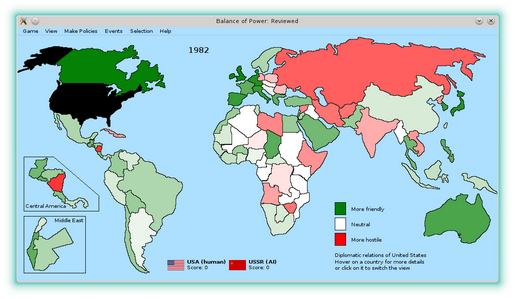 Balance of Power: Reviewed
Game View Make Policies Events Selection Help
1982
Central America
Middle East
USA (human)
Score: 0
USSR (AI)
Score: 0
More friendly
Neutral
More hostile
Diplomatic relations of United States
Hover on a country for more details
or click on it to switch the view